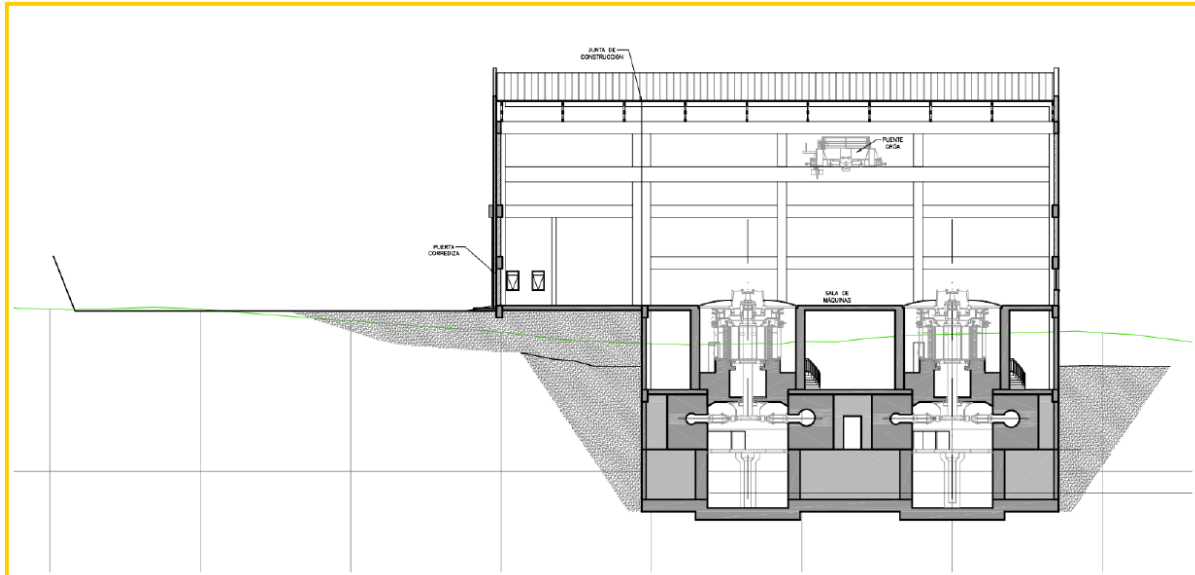 JUNTA DE
CONSTRUCCIÓN
PUENTE
GRÚA
PUERTA
CORREDIZA
SALA DE
MÁQUINAS